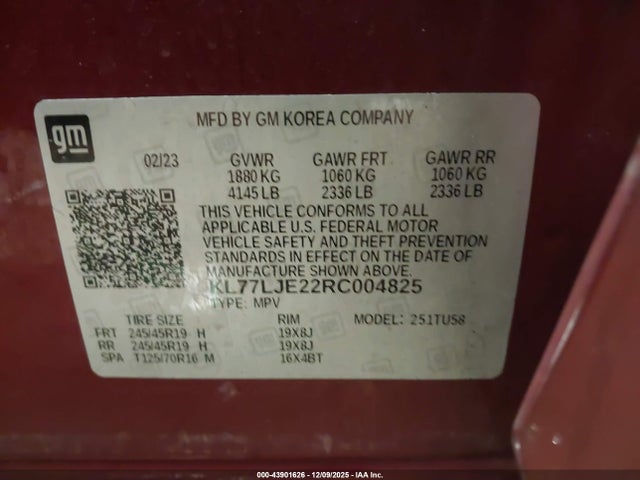 gm
MFD BY GM KOREA COMPANY
02/23 GVWR GAWR FRT GAWR RR
1880 KG 1060 KG 1060 KG
4145 LB 2336 LB 2336 LB
THIS VEHICLE CONFORMS TO ALL
APPLICABLE U.S. FEDERAL MOTOR
VEHICLE SAFETY AND THEFT PREVENTION
STANDARDS IN EFFECT ON THE DATE OF
MANUFACTURE SHOWN ABOVE.
KL77LJE22RC004825
TYPE: MPV
TIRE SIZE RIM MODEL: 251TU58
FRT 245/45R19 H 19X8J
RR 245/45R19 H 19X8J
SPA T125/70R16 M 16X4BT
000-43901626 - 12/09/2025 - IAA Inc.